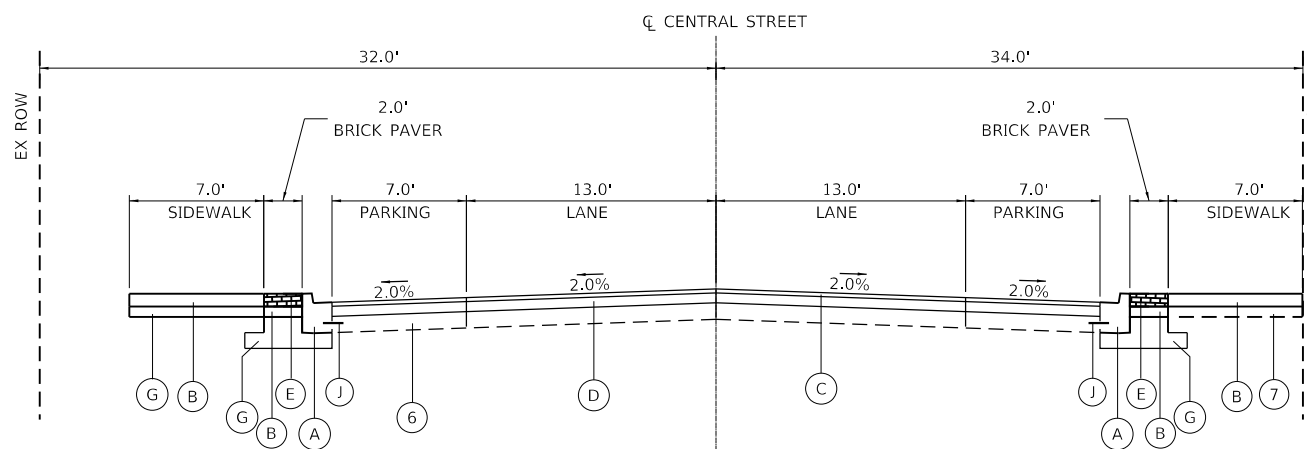 ℄ CENTRAL STREET
32.0'
34.0'
EX ROW
2.0'
BRICK PAVER
2.0'
BRICK PAVER
7.0'
SIDEWALK
7.0'
PARKING
13.0'
LANE
13.0'
LANE
7.0'
PARKING
7.0'
SIDEWALK
2.0%
2.0%
2.0%
2.0%
G
B
G
B
E
A
J
6
D
C
J
A
E
B
G
B
7